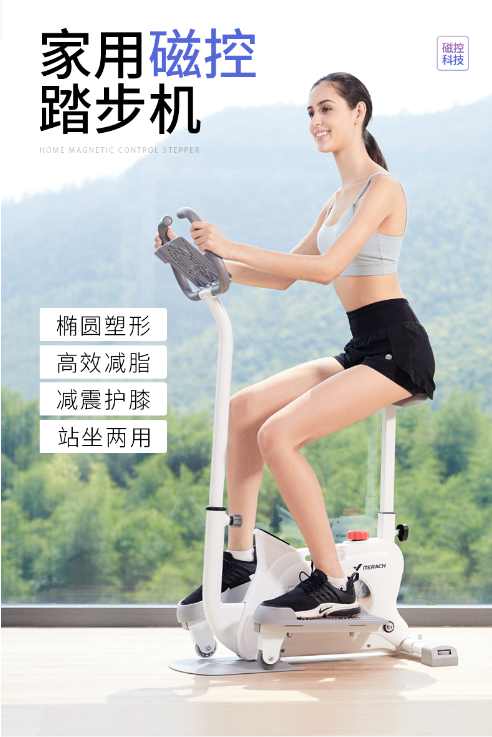 家用磁控
踏步机
HOME MAGNETIC CONTROL STEPPER
磁控
科技
椭圆塑形
高效减脂
减震护膝
站坐两用
MERACH